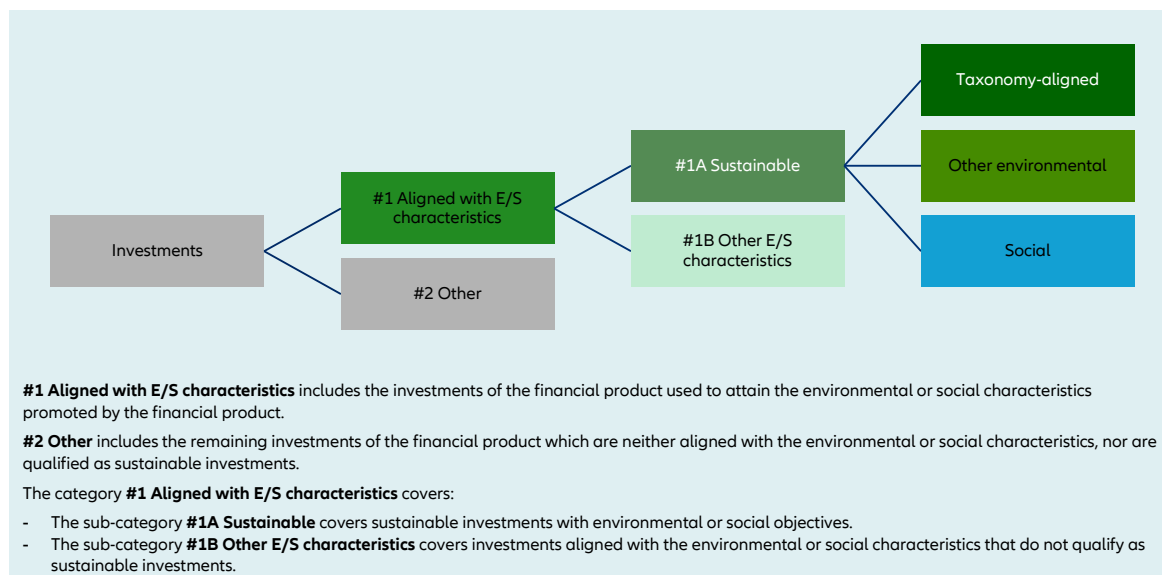 Taxonomy-aligned
#1A Sustainable
Other environmental
#1 Aligned with E/S
characteristics
Investments
#1B Other E/S
characteristics
Social
#2 Other
#1 Aligned with E/S characteristics includes the investments of the financial product used to attain the environmental or social characteristics
promoted by the financial product.
#2 Other includes the remaining investments of the financial product which are neither aligned with the environmental or social characteristics, nor are
qualified as sustainable investments.
The category #1 Aligned with E/S characteristics covers:
- The sub-category #1A Sustainable covers sustainable investments with environmental or social objectives.
- The sub-category #1B Other E/S characteristics covers investments aligned with the environmental or social characteristics that do not qualify as
sustainable investments.